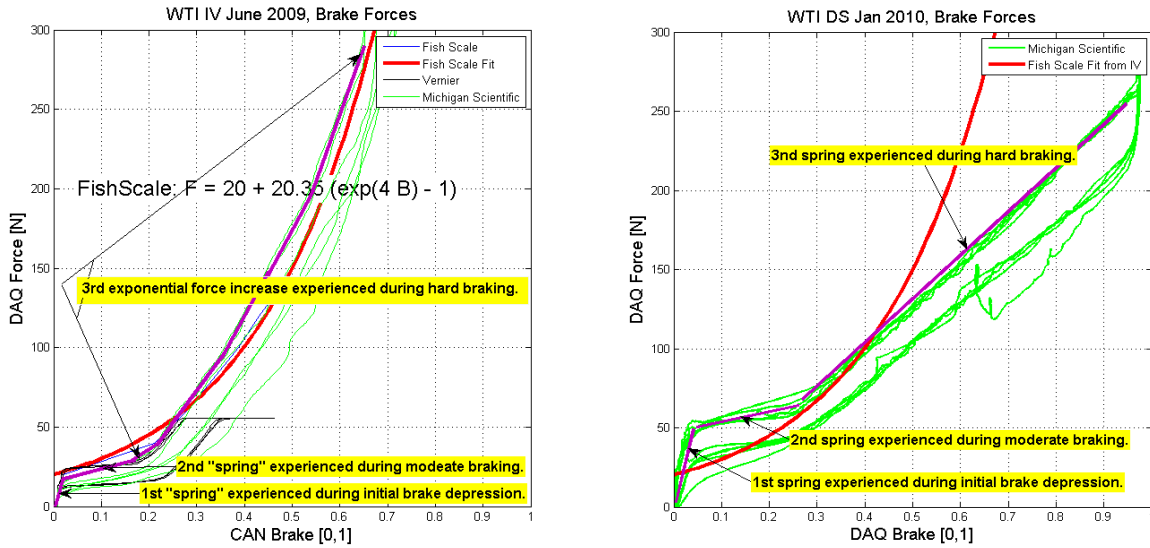 WTI IV June 2009, Brake Forces
300
250
200
150
100
50
0
DAQ Force [N]
Fish Scale
Fish Scale Fit
Vernier
Michigan Scientific
FishScale: F = 20 + 20.35 (exp(4 B) - 1)
3rd exponential force increase experienced during hard braking.
2nd "spring" experienced during modeate braking.
1st "spring" experienced during initial brake depression.
0 0.1 0.2 0.3 0.4 0.5 0.6 0.7 0.8 0.9 1
CAN Brake [0,1]
WTI DS Jan 2010, Brake Forces
300
250
200
150
100
50
0
DAQ Force [N]
Michigan Scientific
Fish Scale Fit from IV
3nd spring experienced during hard braking.
2nd spring experienced during moderate braking.
1st spring experienced during initial brake depression.
0 0.1 0.2 0.3 0.4 0.5 0.6 0.7 0.8 0.9
DAQ Brake [0,1]